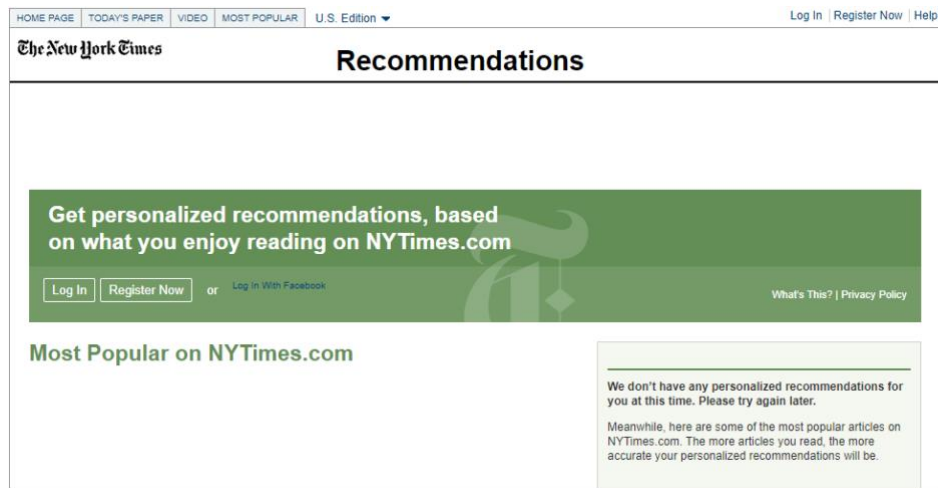 HOME PAGE TODAY'S PAPER VIDEO MOST POPULAR U.S. Edition
Log In Register Now Help
The New York Times
Recommendations
Get personalized recommendations, based
on what you enjoy reading on NYTimes.com
Log In Register Now or Log In With Facebook
What's This? | Privacy Policy
Most Popular on NYTimes.com
We don't have any personalized recommendations for
you at this time. Please try again later.
Meanwhile, here are some of the most popular articles on
NYTimes.com. The more articles you read, the more
accurate your personalized recommendations will be.